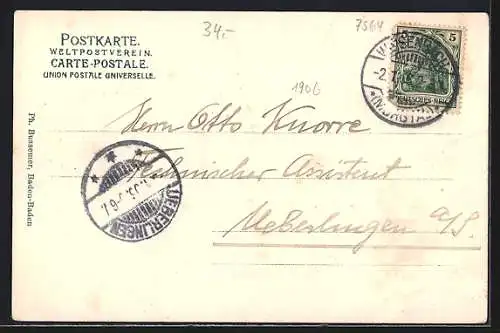 34.-
7564
POSTKARTE.
WELTPOSTVEREIN.
CARTE-POSTALE.
UNION POSTALE UNIVERSELLE.
5
1906
Herrn Otto Knorre
Technischer Assistent
Ueberlingen a/S.
UEBERLINGEN
Ph. Bussemer, Baden-Baden